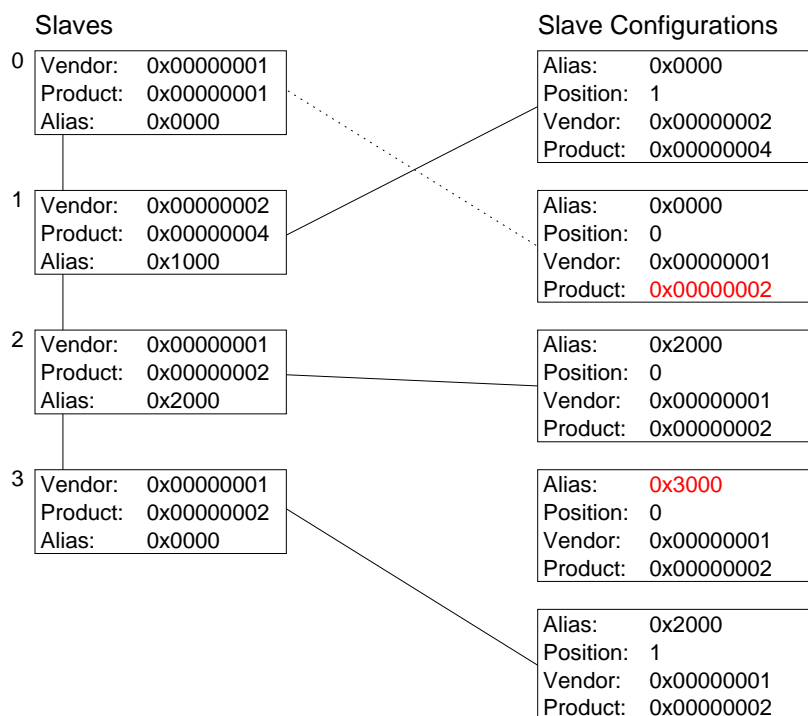 Slaves
0
Vendor: 0x00000001
Product: 0x00000001
Alias: 0x0000
1
Vendor: 0x00000002
Product: 0x00000004
Alias: 0x1000
2
Vendor: 0x00000001
Product: 0x00000002
Alias: 0x2000
3
Vendor: 0x00000001
Product: 0x00000002
Alias: 0x0000
Slave Configurations
Alias: 0x0000
Position: 1
Vendor: 0x00000002
Product: 0x00000004
Alias: 0x0000
Position: 0
Vendor: 0x00000001
Product: 0x00000002
Alias: 0x2000
Position: 0
Vendor: 0x00000001
Product: 0x00000002
Alias: 0x3000
Position: 0
Vendor: 0x00000001
Product: 0x00000002
Alias: 0x2000
Position: 1
Vendor: 0x00000001
Product: 0x00000002